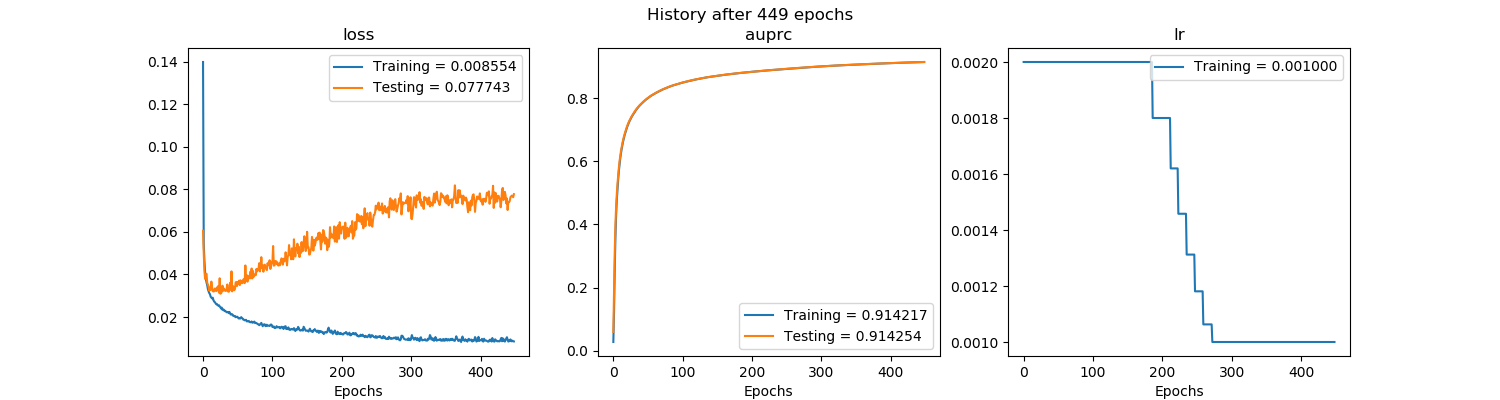 History after 449 epochs
loss
0.14
0.12
0.10
0.08
0.06
0.04
0.02
0
100
200
300
400
Epochs
Training = 0.008554
Testing = 0.077743
auprc
0.8
0.6
0.4
0.2
0.0
0
100
200
300
400
Epochs
Training = 0.914217
Testing = 0.914254
lr
0.0020
0.0018
0.0016
0.0014
0.0012
0.0010
0
100
200
300
400
Epochs
Training = 0.001000